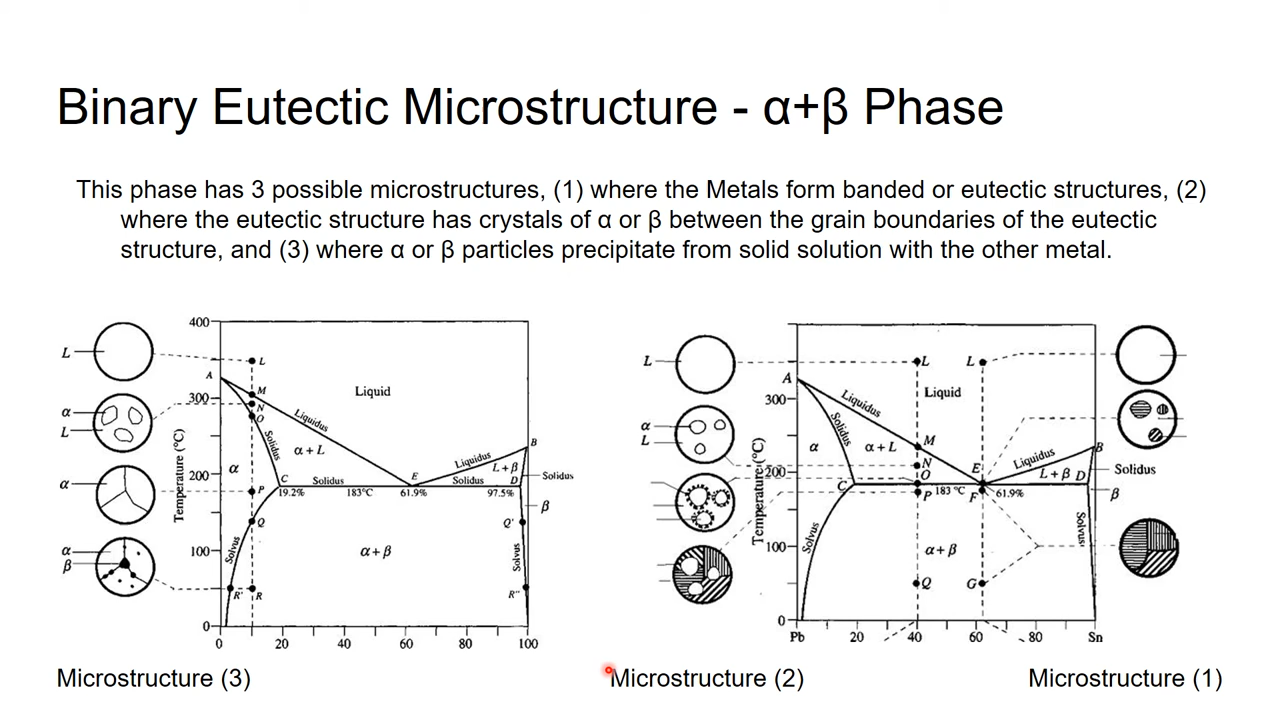 Binary Eutectic Microstructure - α+β Phase
This phase has 3 possible microstructures, (1) where the Metals form banded or eutectic structures, (2)
where the eutectic structure has crystals of α or β between the grain boundaries of the eutectic
structure, and (3) where α or β particles precipitate from solid solution with the other metal.
L
α
L
α
α
β
Temperature (°C)
400
300
200
100
0
A
L
M
N
O
P
Q
R'
R
Liquid
Liquidus
Solidus
α + L
α
C
Solidus
E
Liquidus
Solidus
L + β
B
D
Solidus
19.2%
183°C
61.9%
97.5%
β
Q'
Solvus
α + β
Solvus
R"
0
20
40
60
80
100
L
α
L
Temperature (°C)
300
200
100
0
A
L
L
Liquid
Liquidus
Solidus
α
α + L
M
N
O
P
C
E
F
183 °C
61.9%
Liquidus
L + β
B
D
Solidus
β
Solvus
Solvus
α + β
Q
G
Pb
20
40
60
80
Sn
Microstructure (3)
Microstructure (2)
Microstructure (1)